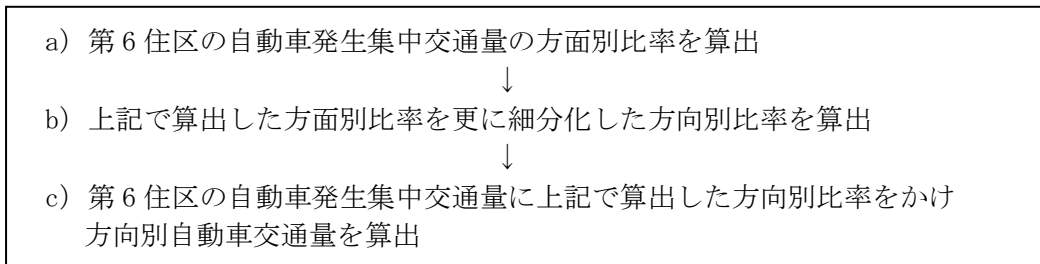 a) 第6住区の自動車発生集中交通量の方面別比率を算出
↓
b) 上記で算出した方面別比率を更に細分化した方向別比率を算出
↓
c) 第6住区の自動車発生集中交通量に上記で算出した方向別比率をかけ
方向別自動車交通量を算出